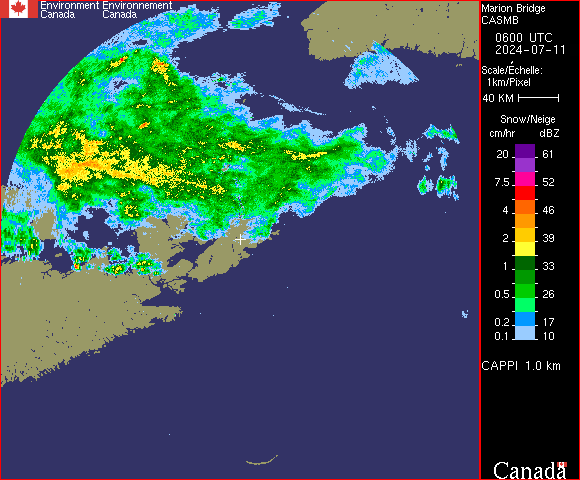 Environment Environnement
Canada Canada
Marion Bridge
CASMB
0600 UTC
2024-07-11
Scale/Échelle:
1km/Pixel
40 KM
Snow/Neige
cm/hr dBZ
20 61
7.5 52
4 46
2 39
1 33
0.5 26
0.2 17
0.1 10
CAPPI 1.0 km
Canada